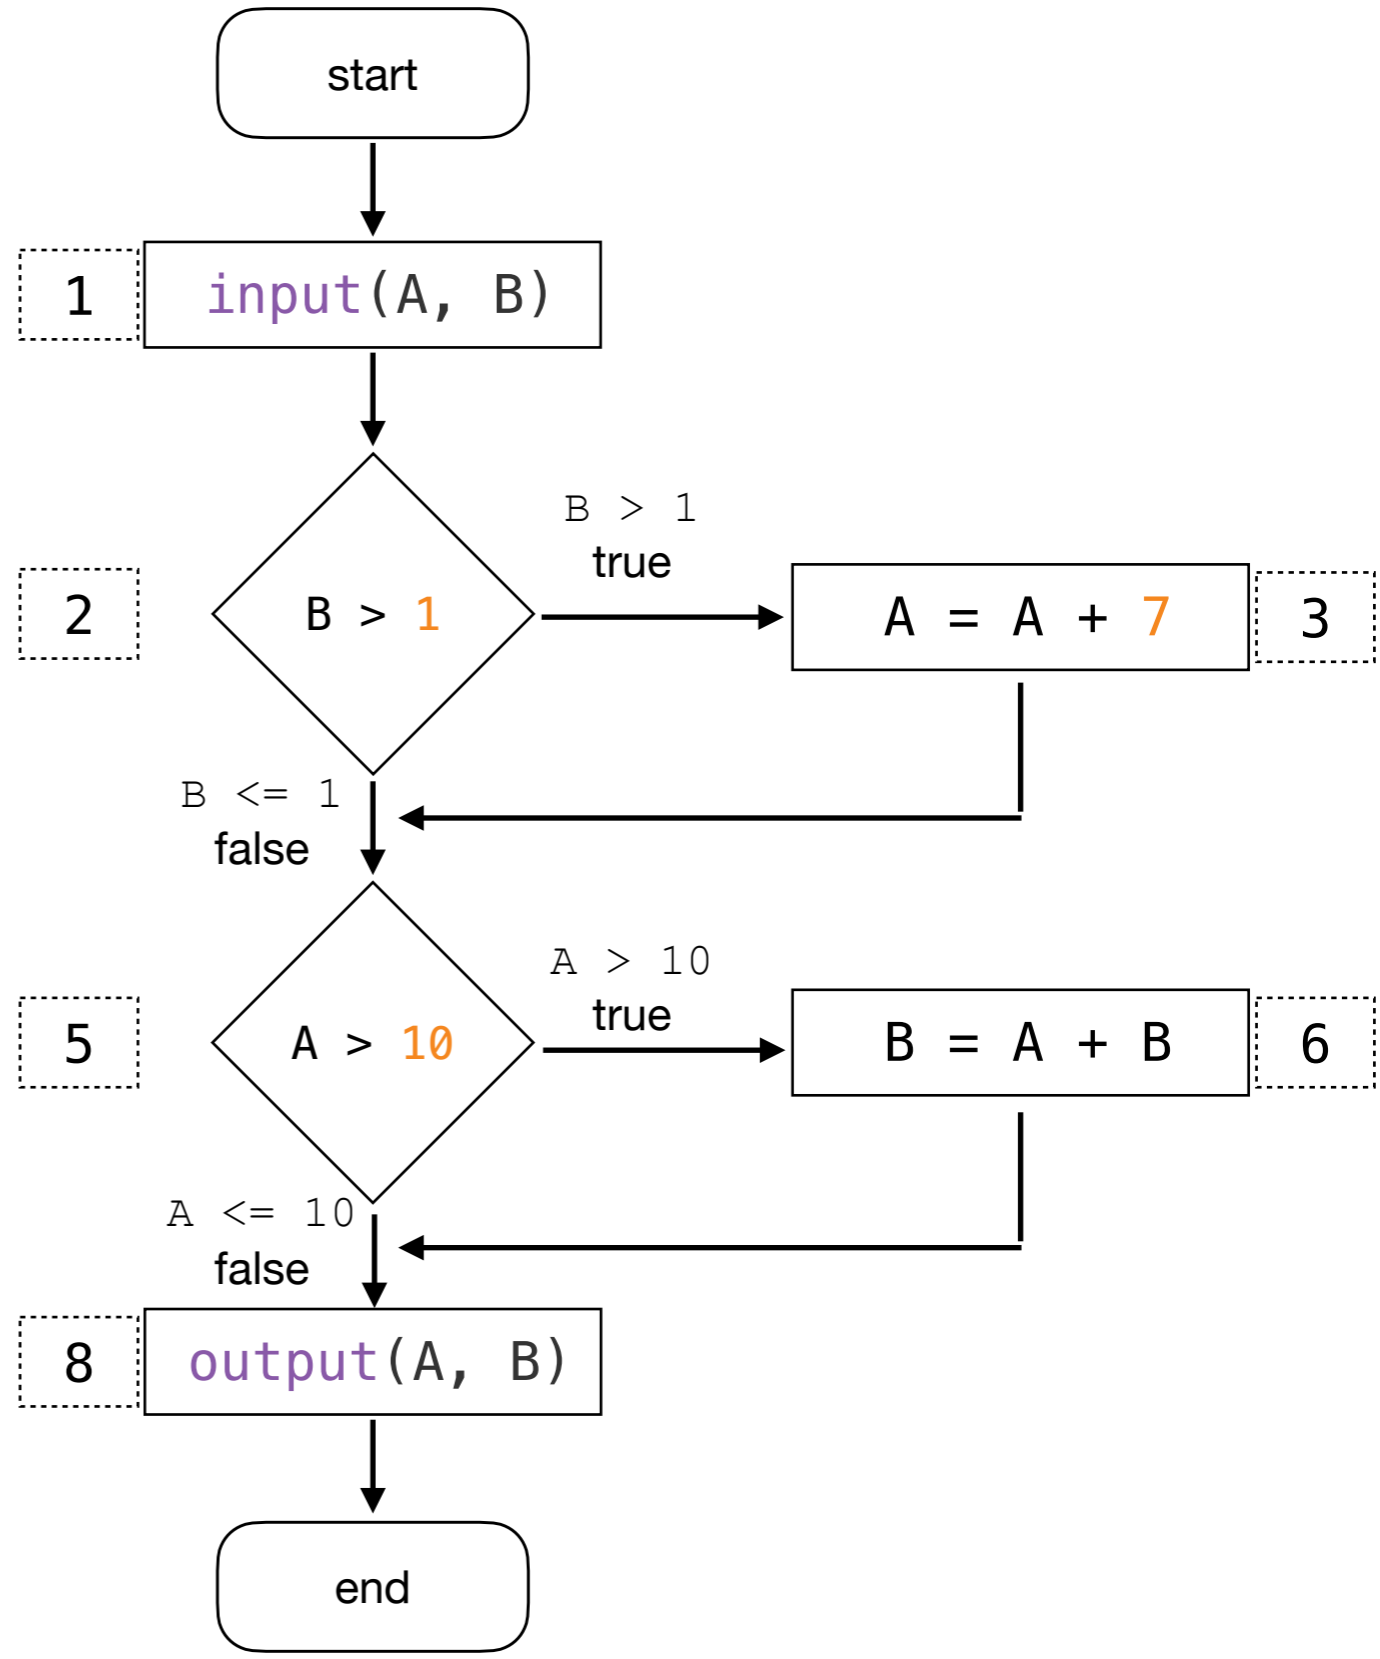 start
1
input(A, B)
B > 1
true
2
B > 1
A = A + 7
3
B <= 1
false
A > 10
true
5
A > 10
B = A + B
6
A <= 10
false
8
output(A, B)
end